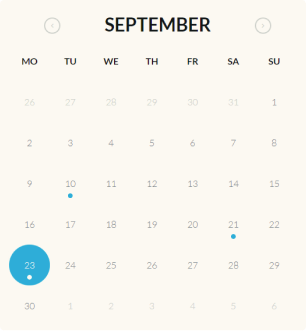 SEPTEMBER
MO TU WE TH FR SA SU
26 27 28 29 30 31 1
2 3 4 5 6 7 8
9 10 11 12 13 14 15
16 17 18 19 20 21 22
23 24 25 26 27 28 29
30 1 2 3 4 5 6